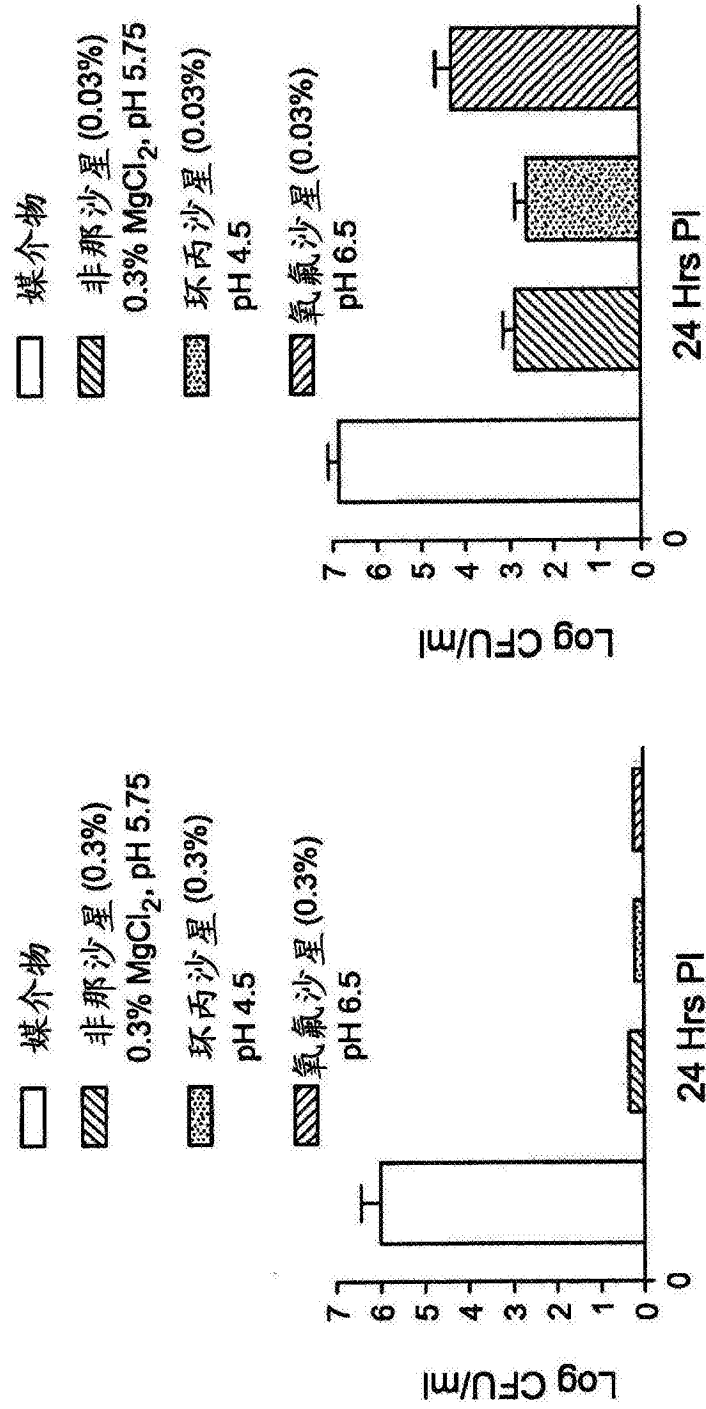 媒介物
非那沙星 (0.3%)
0.3% MgCl₂, pH 5.75
环丙沙星 (0.3%)
pH 4.5
氧氟沙星 (0.3%)
pH 6.5
Log CFU/ml
7
6
5
4
3
2
1
0
0
24 Hrs PI
媒介物
非那沙星 (0.03%)
0.3% MgCl₂, pH 5.75
环丙沙星 (0.03%)
pH 4.5
氧氟沙星 (0.03%)
pH 6.5
Log CFU/ml
7
6
5
4
3
2
1
0
0
24 Hrs PI